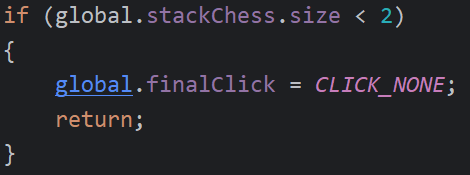 if (global.stackChess.size < 2)
{
    global.finalClick = CLICK_NONE;
    return;
}